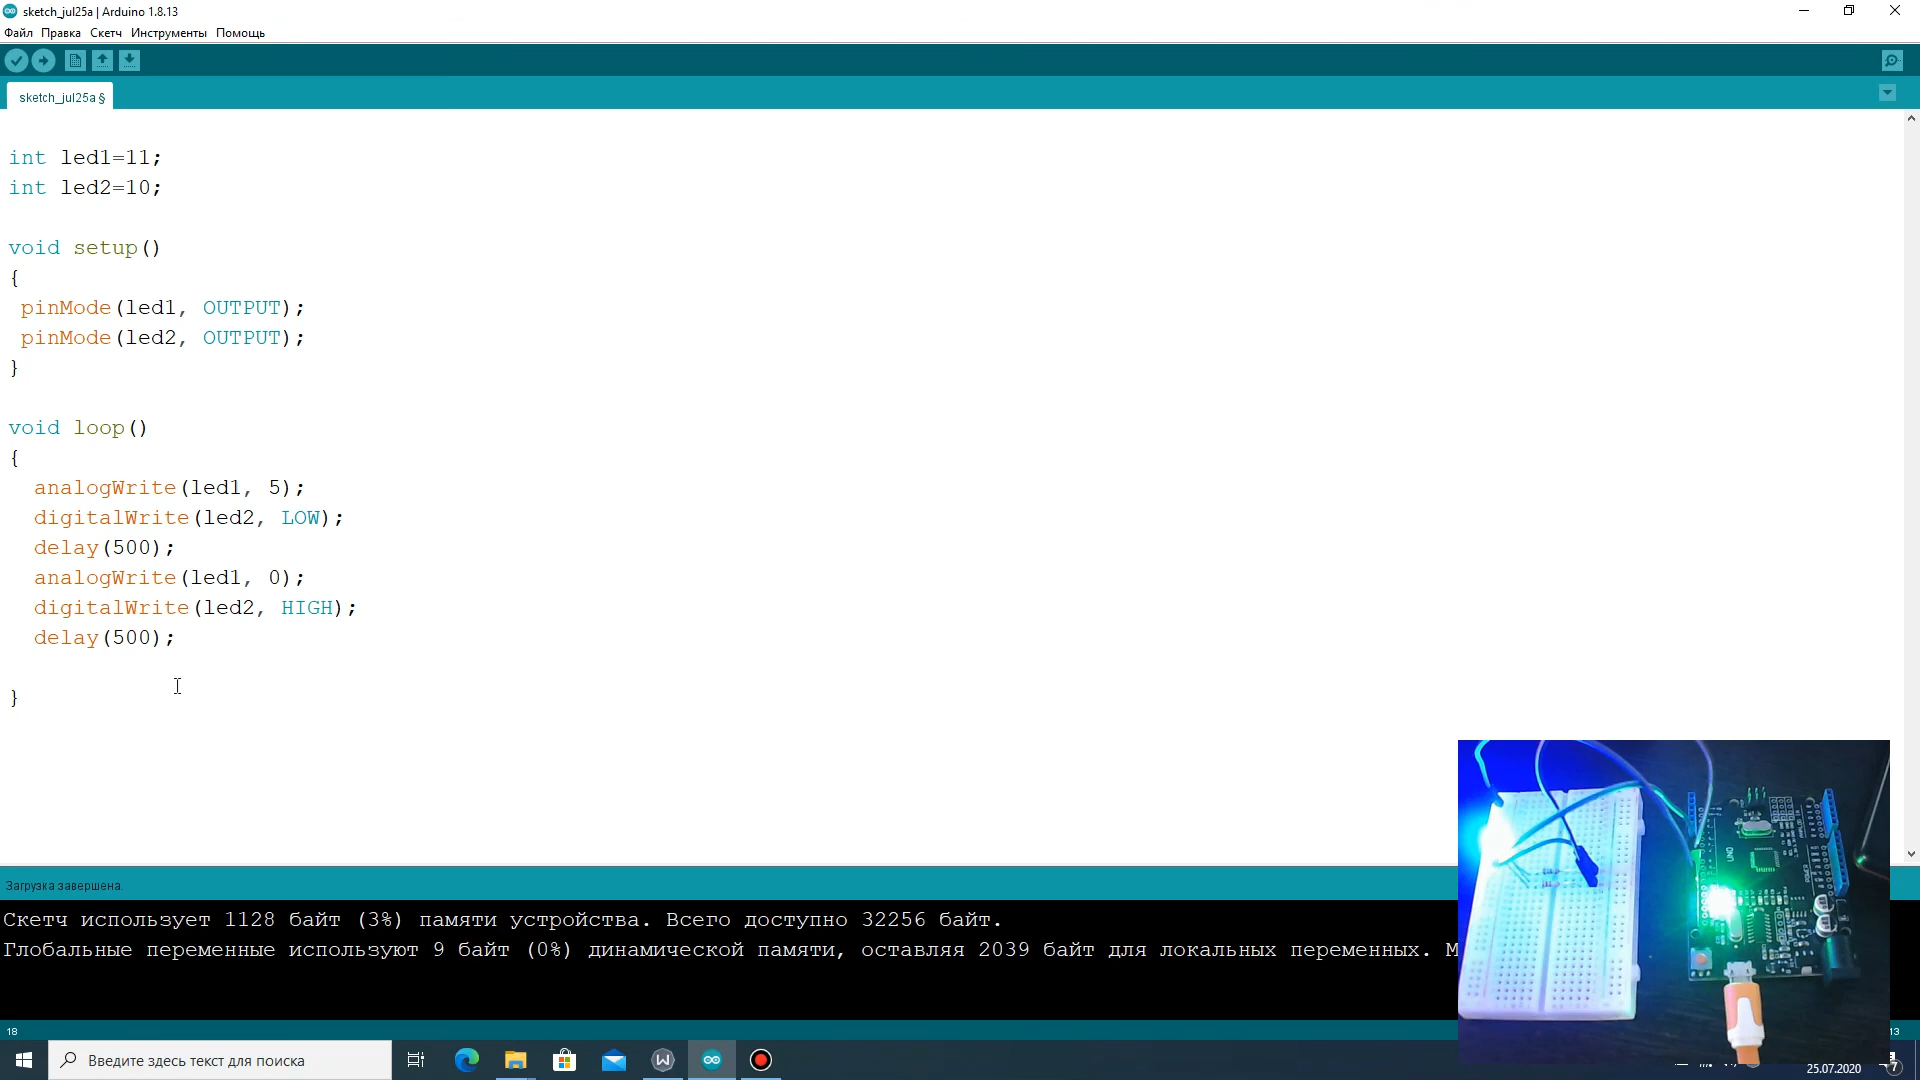 sketch_jul25a | Arduino 1.8.13
Файл Правка Скетч Инструменты Помощь
sketch_jul25a §
int led1=11;
int led2=10;
void setup()
{
pinMode(led1, OUTPUT);
pinMode(led2, OUTPUT);
}
void loop()
{
analogWrite(led1, 5);
digitalWrite(led2, LOW);
delay(500);
analogWrite(led1, 0);
digitalWrite(led2, HIGH);
delay(500);
}
Загрузка завершена.
Скетч использует 1128 байт (3%) памяти устройства. Всего доступно 32256 байт.
Глобальные переменные используют 9 байт (0%) динамической памяти, оставляя 2039 байт для локальных переменных. М
UNO
POWER
18
13
Введите здесь текст для поиска
25.07.2020
7